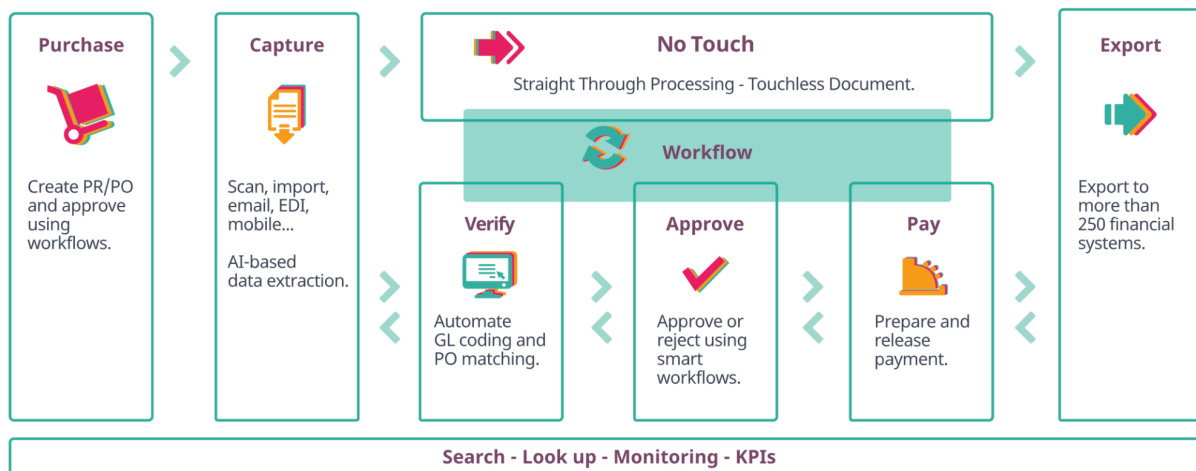 Purchase
Create PR/PO
and approve
using
workflows.
Capture
Scan, import,
email, EDI,
mobile...
AI-based
data extraction.
No Touch
Straight Through Processing - Touchless Document.
Workflow
Verify
Automate
GL coding and
PO matching.
Approve
Approve or
reject using
smart
workflows.
Pay
Prepare and
release
payment.
Export
Export to
more than
250 financial
systems.
Search - Look up - Monitoring - KPIs